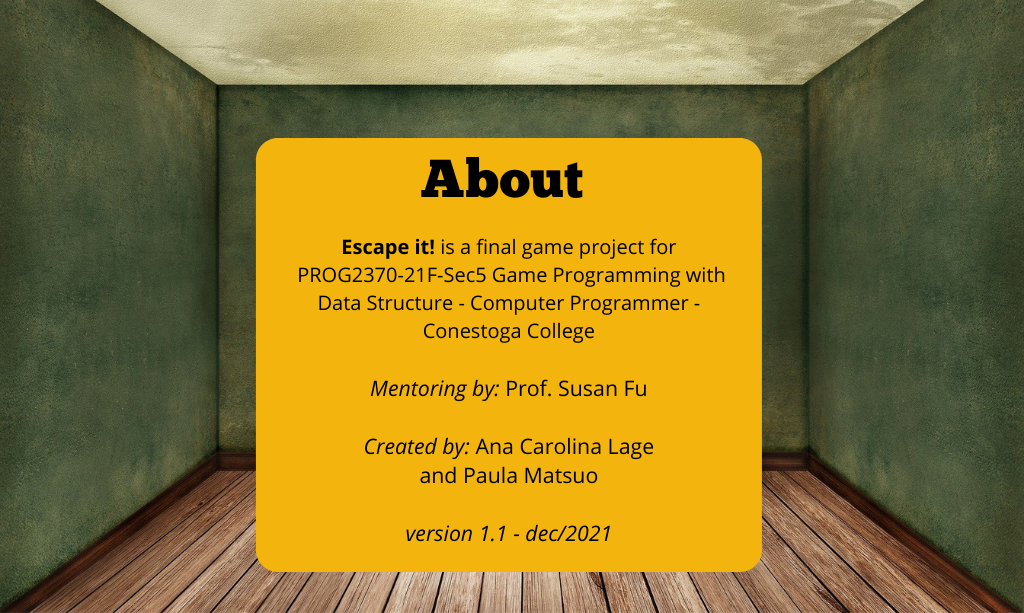 About
Escape it! is a final game project for
PROG2370-21F-Sec5 Game Programming with
Data Structure - Computer Programmer -
Conestoga College
Mentoring by: Prof. Susan Fu
Created by: Ana Carolina Lage
and Paula Matsuo
version 1.1 - dec/2021